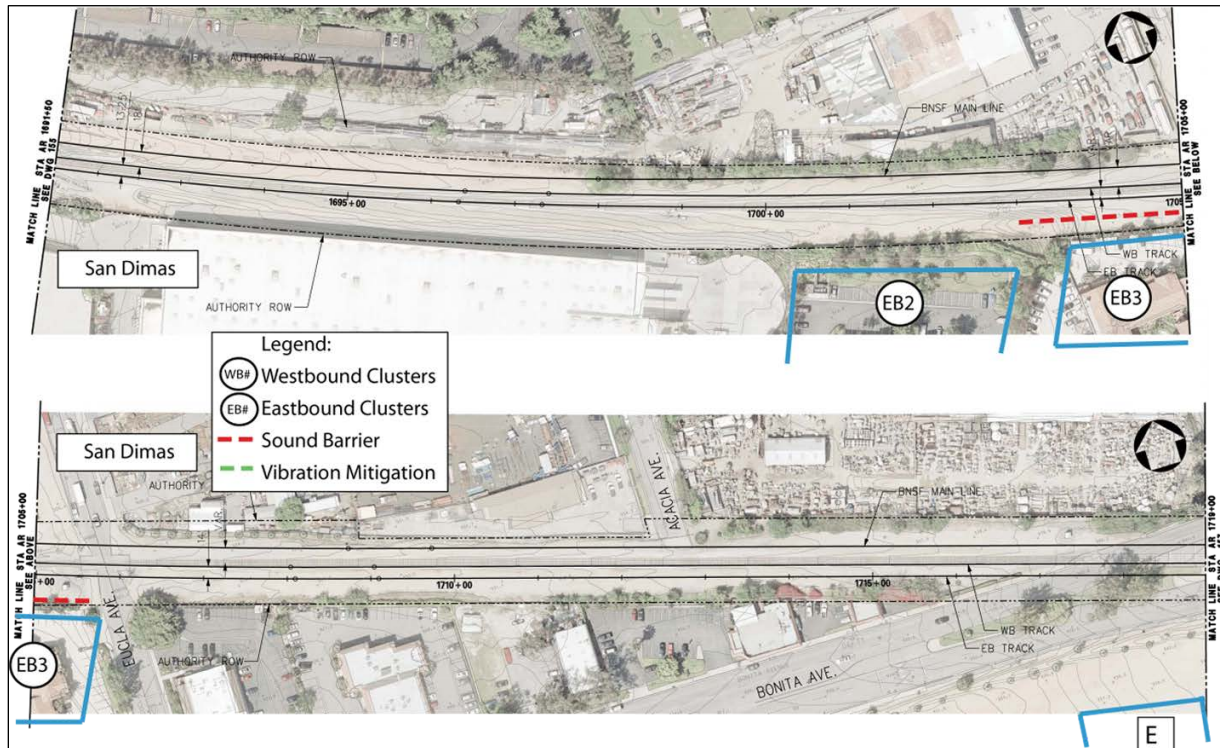 AUTHORITY ROW
BNSF MAIN LINE
MATCH LINE STA AR 1691+50
SEE DWG 155
1695+00
1700+00
1705
MATCH LINE STA AR 1705+00
SEE BELOW
WB TRACK
EB TRACK
San Dimas
AUTHORITY ROW
EB2
EB3
Legend:
WB# Westbound Clusters
EB# Eastbound Clusters
Sound Barrier
Vibration Mitigation
San Dimas
AUTHORITY
ACACIA AVE.
BNSF MAIN LINE
MATCH LINE STA AR 1705+00
SEE ABOVE
+00
1710+00
1715+00
MATCH LINE STA AR 1719+00
EUCLA AVE.
AUTHORITY ROW
WB TRACK
EB TRACK
BONITA AVE.
EB3
E